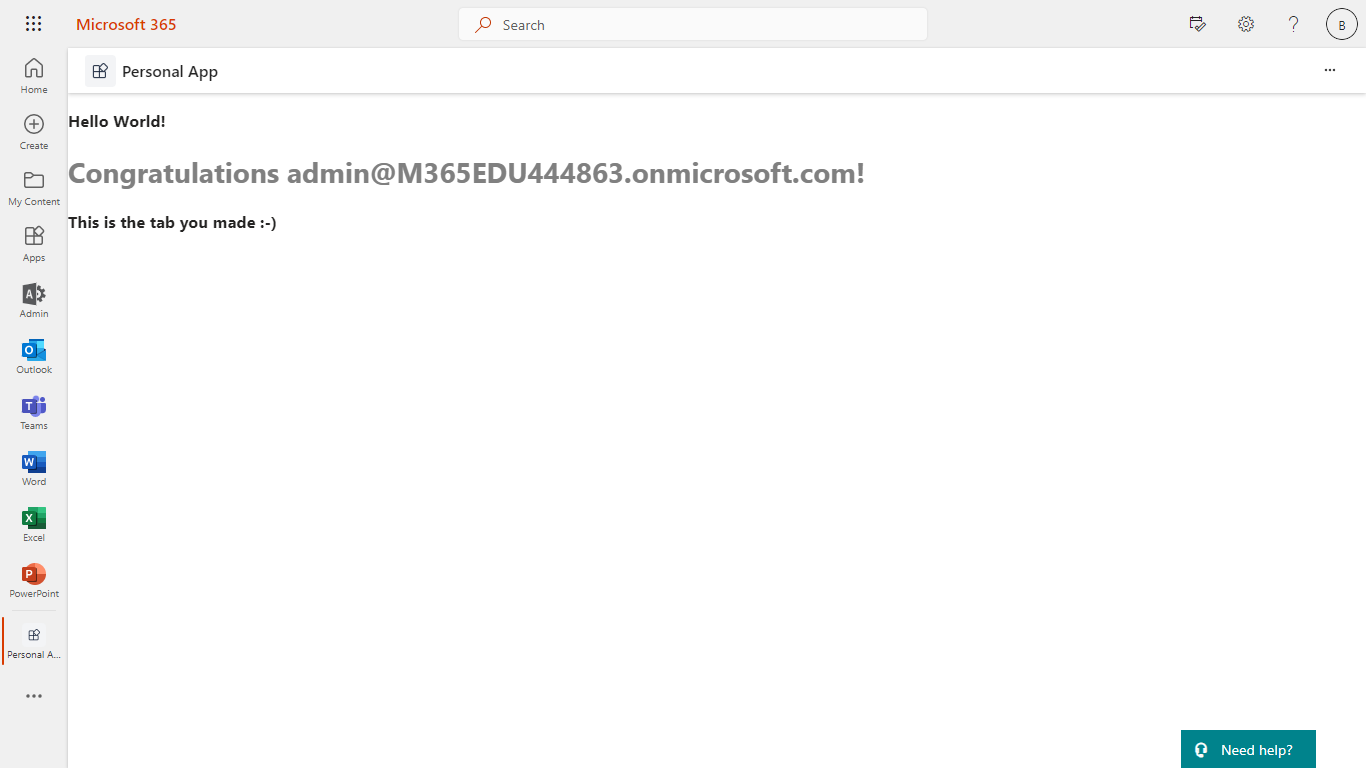 Microsoft 365
Search
B
Home
Create
My Content
Apps
Admin
Outlook
Teams
Word
Excel
PowerPoint
Personal A...
Personal App
Hello World!
Congratulations admin@M365EDU444863.onmicrosoft.com!
This is the tab you made :-)
Need help?